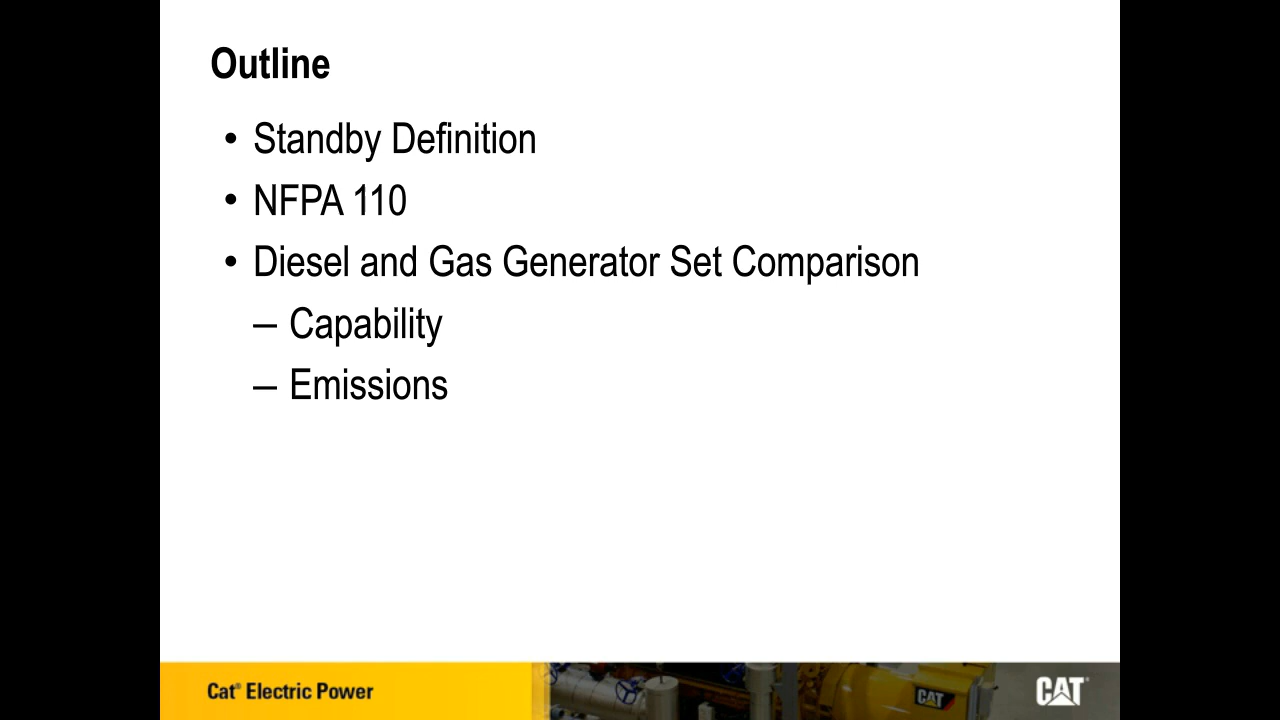 Outline
• Standby Definition
• NFPA 110
• Diesel and Gas Generator Set Comparison
– Capability
– Emissions
Cat® Electric Power
CAT
CAT®